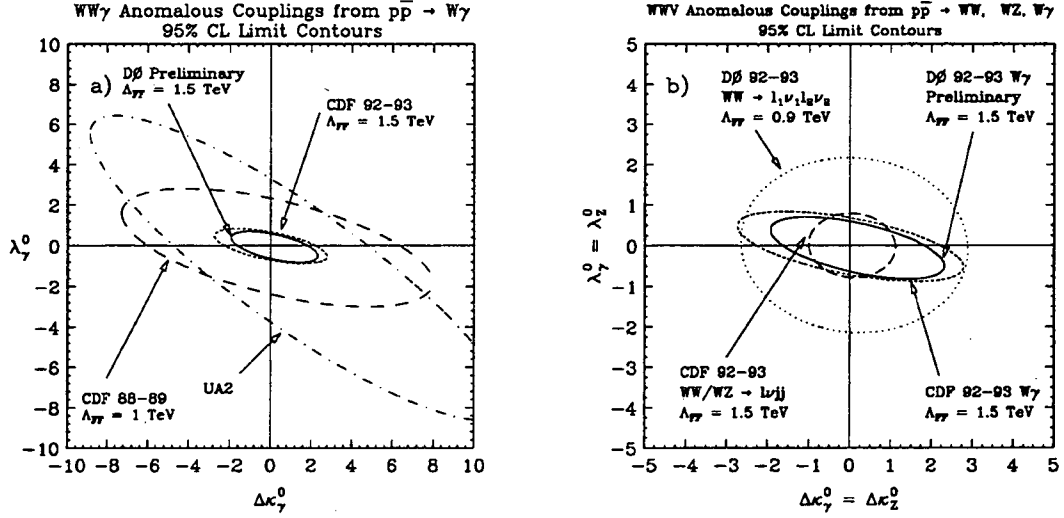 WWγ Anomalous Couplings from pp̅ → Wγ
95% CL Limit Contours
a)
DØ Preliminary
Λ_FF = 1.5 TeV
CDF 92-93
Λ_FF = 1.5 TeV
CDF 88-89
Λ_FF = 1 TeV
UA2
10
8
6
4
2
0
-2
-4
-6
-8
-10
λ_γ^0
-10 -8 -6 -4 -2 0 2 4 6 8 10
Δκ_γ^0
WWV Anomalous Couplings from pp̅ → WW, WZ, Wγ
95% CL Limit Contours
b)
DØ 92-93
WW → l₁ν₁l₂ν₂
Λ_FF = 0.9 TeV
DØ 92-93 Wγ
Preliminary
Λ_FF = 1.5 TeV
CDF 92-93
WW/WZ → lνjj
Λ_FF = 1.5 TeV
CDF 92-93 Wγ
Λ_FF = 1.5 TeV
5
4
3
2
1
0
-1
-2
-3
-4
-5
λ_γ^0 = λ_Z^0
-5 -4 -3 -2 -1 0 1 2 3 4 5
Δκ_γ^0 = Δκ_Z^0